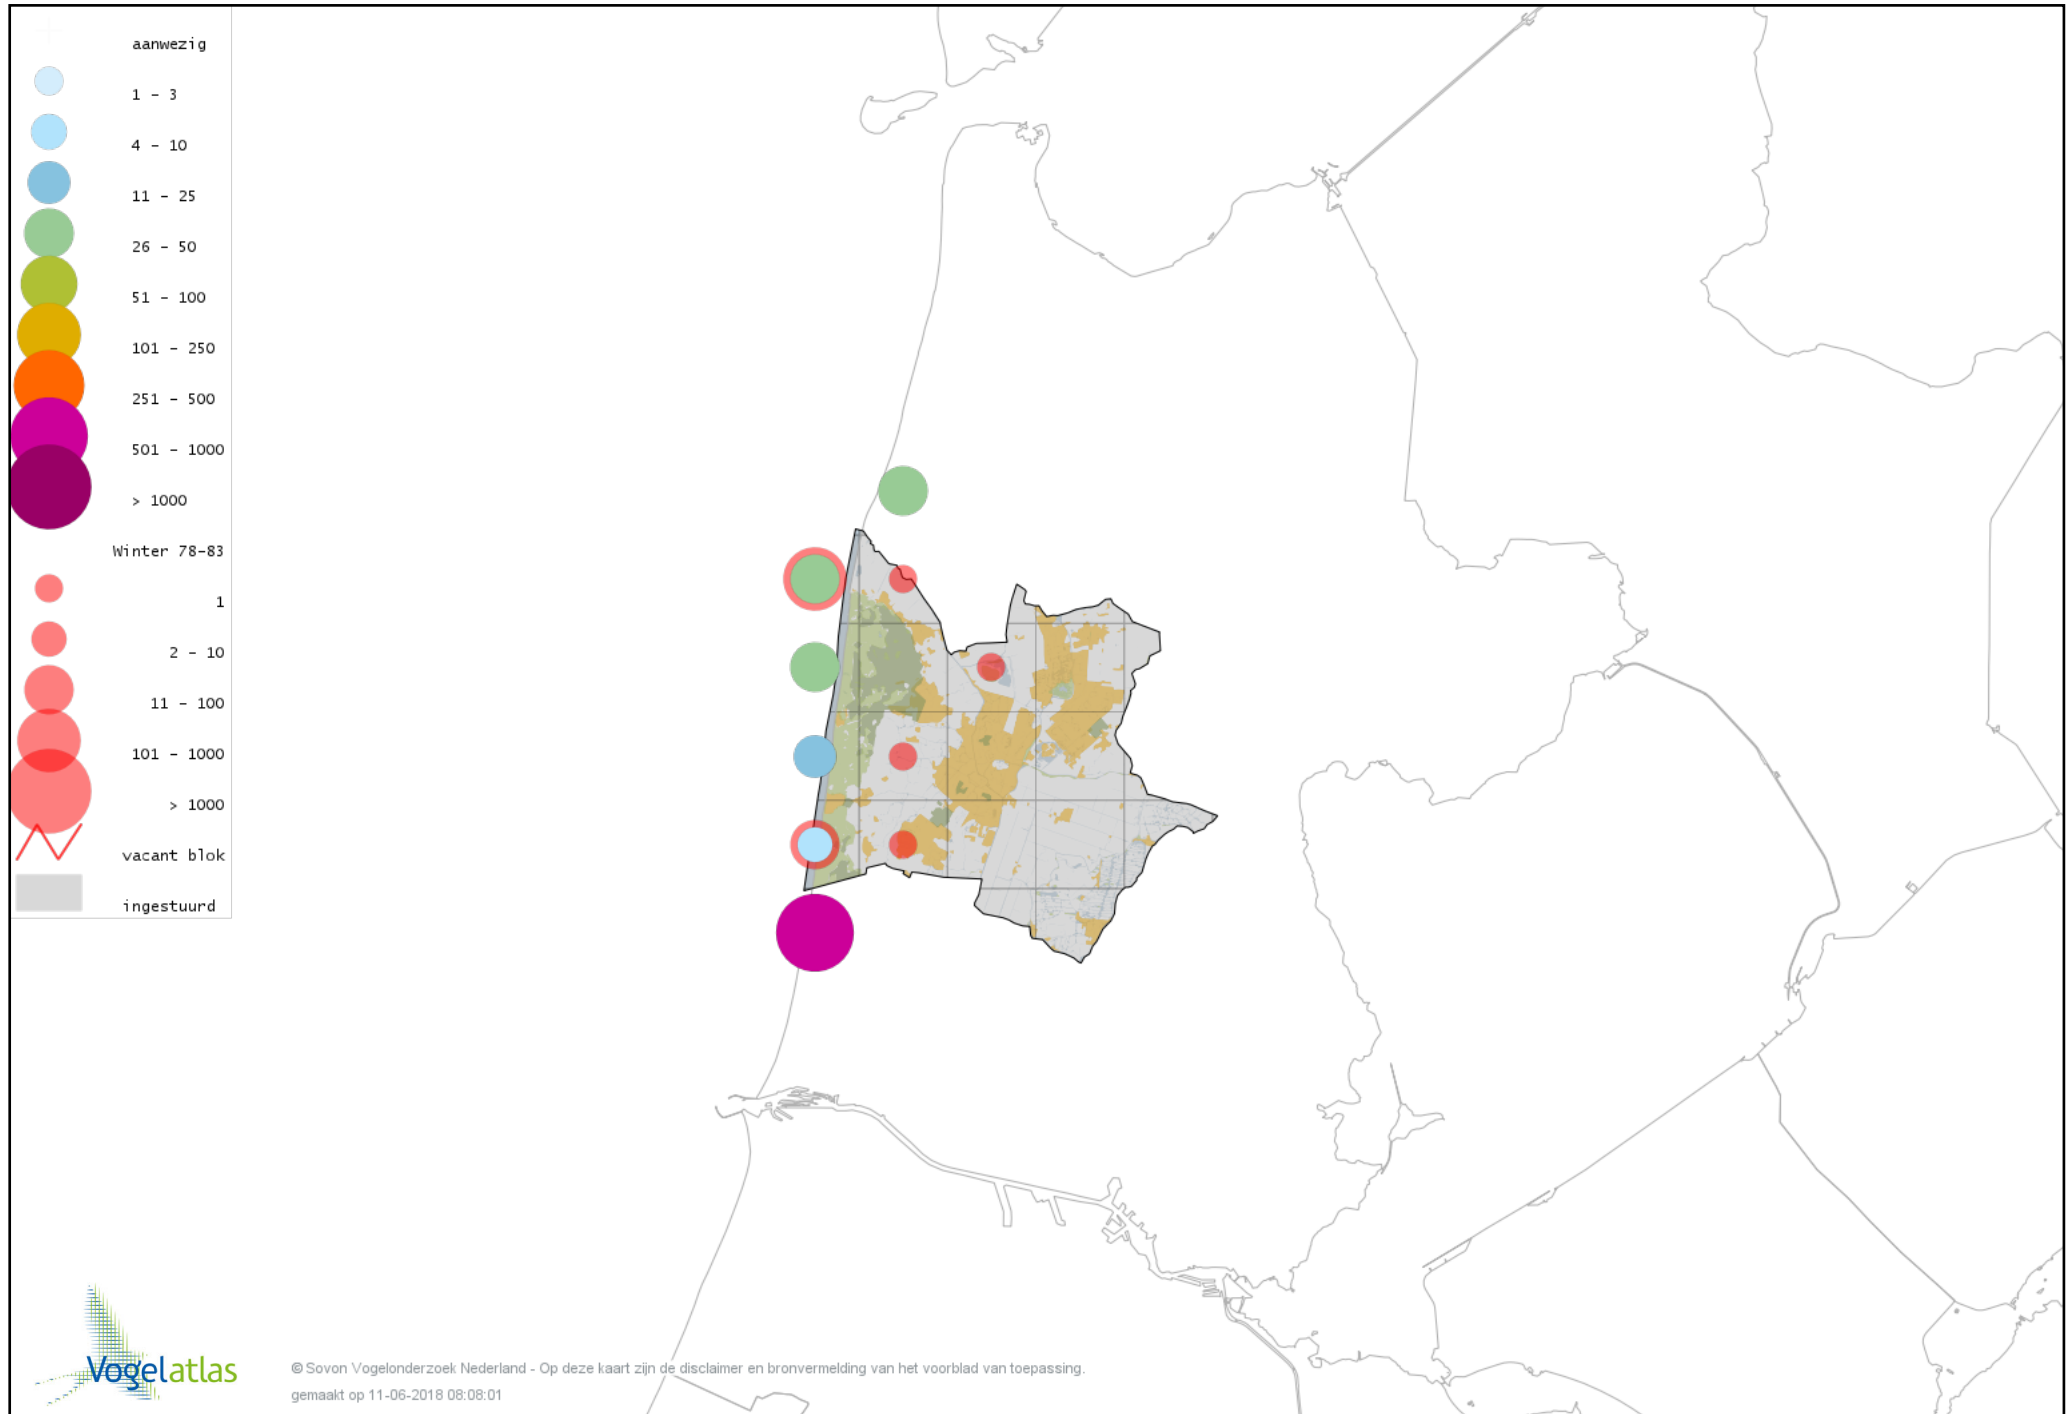 aanwezig
1 - 3
4 - 10
11 - 25
26 - 50
51 - 100
101 - 250
251 - 500
501 - 1000
> 1000
Winter 78-83
1
2 - 10
11 - 100
101 - 1000
> 1000
vacant blok
ingestuurd
Vogelatlas
© Sovon Vogelonderzoek Nederland - Op deze kaart zijn de disclaimer en bronvermelding van het voorblad van toepassing.
gemaakt op 11-06-2018 08:08:01